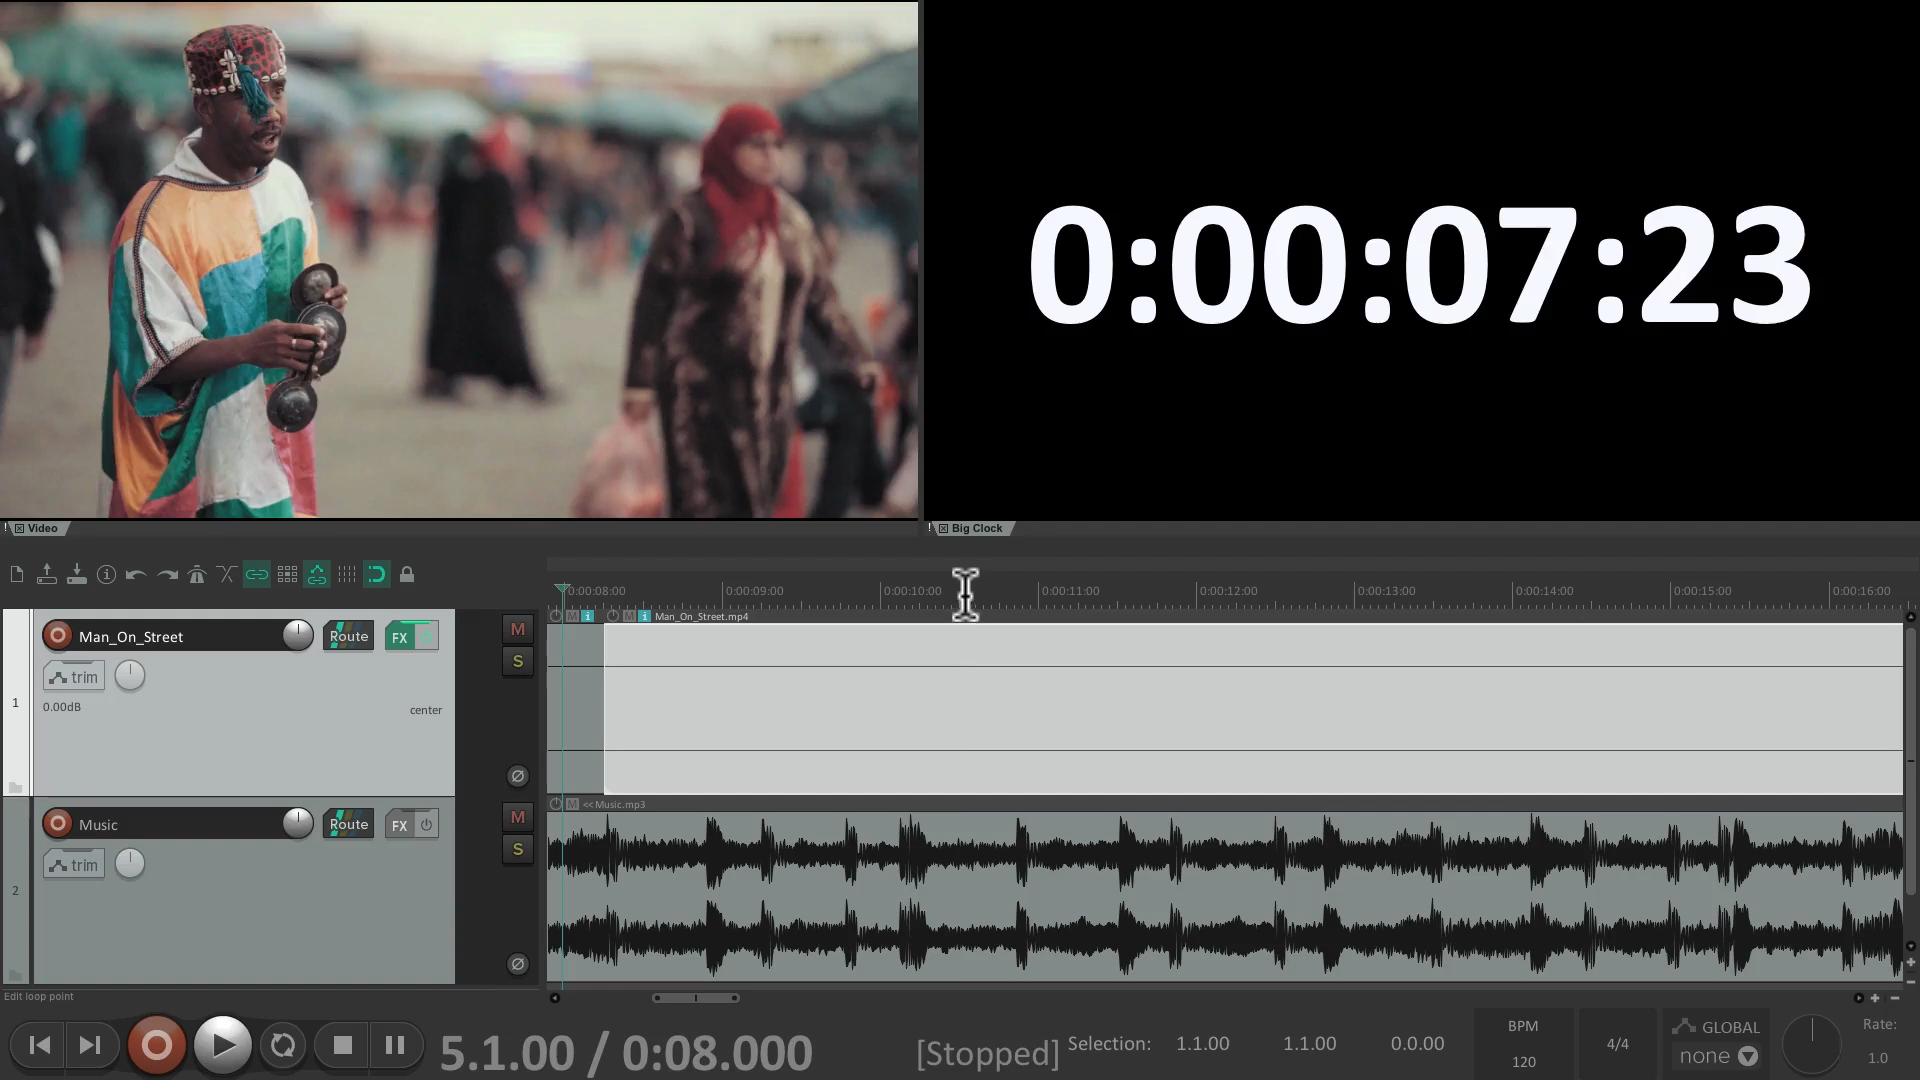 0:00:07:23
Video
Big Clock
0:00:08:00
0:00:09:00
0:00:10:00
0:00:11:00
0:00:12:00
0:00:13:00
0:00:14:00
0:00:15:00
0:00:16:00
M
i
M
i
Man_On_Street.mp4
1
Man_On_Street
Route
FX
M
S
trim
0.00dB
center
M
<< Music.mp3
2
Music
Route
FX
M
S
trim
Edit loop point
5.1.00 / 0:08.000
[Stopped]
Selection:
1.1.00
1.1.00
0.0.00
BPM
120
4/4
GLOBAL
none
Rate:
1.0